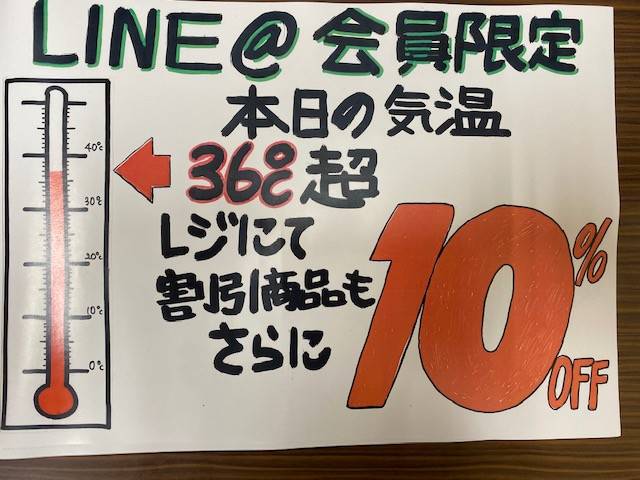 LINE@ 会員限定
本日の気温
36℃超
レジにて
割引商品も
さらに
10% OFF
40℃
30℃
20℃
10℃
0℃